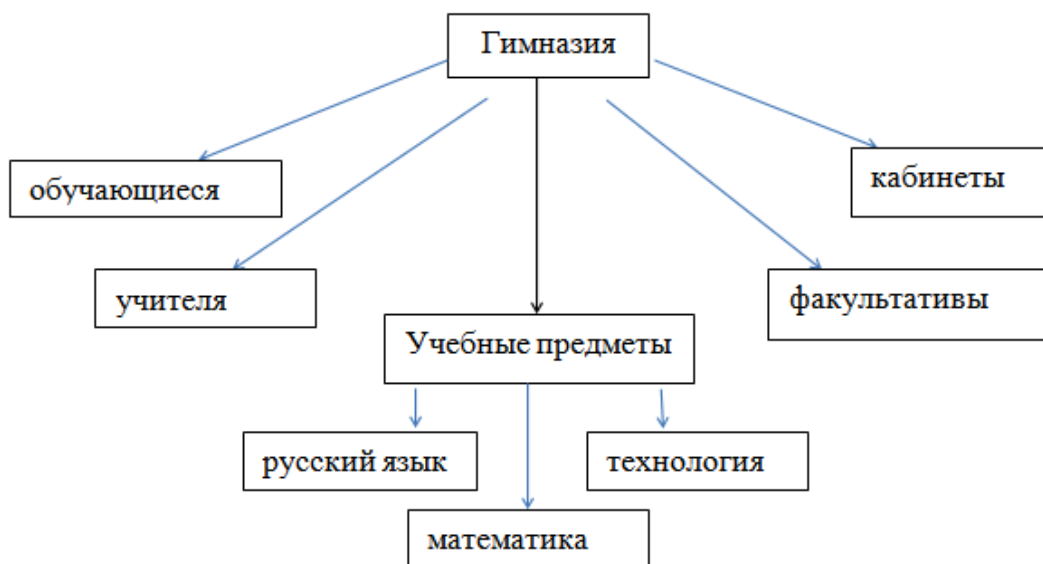 Гимназия
обучающиеся
кабинеты
учителя
факультативы
Учебные предметы
русский язык
технология
математика